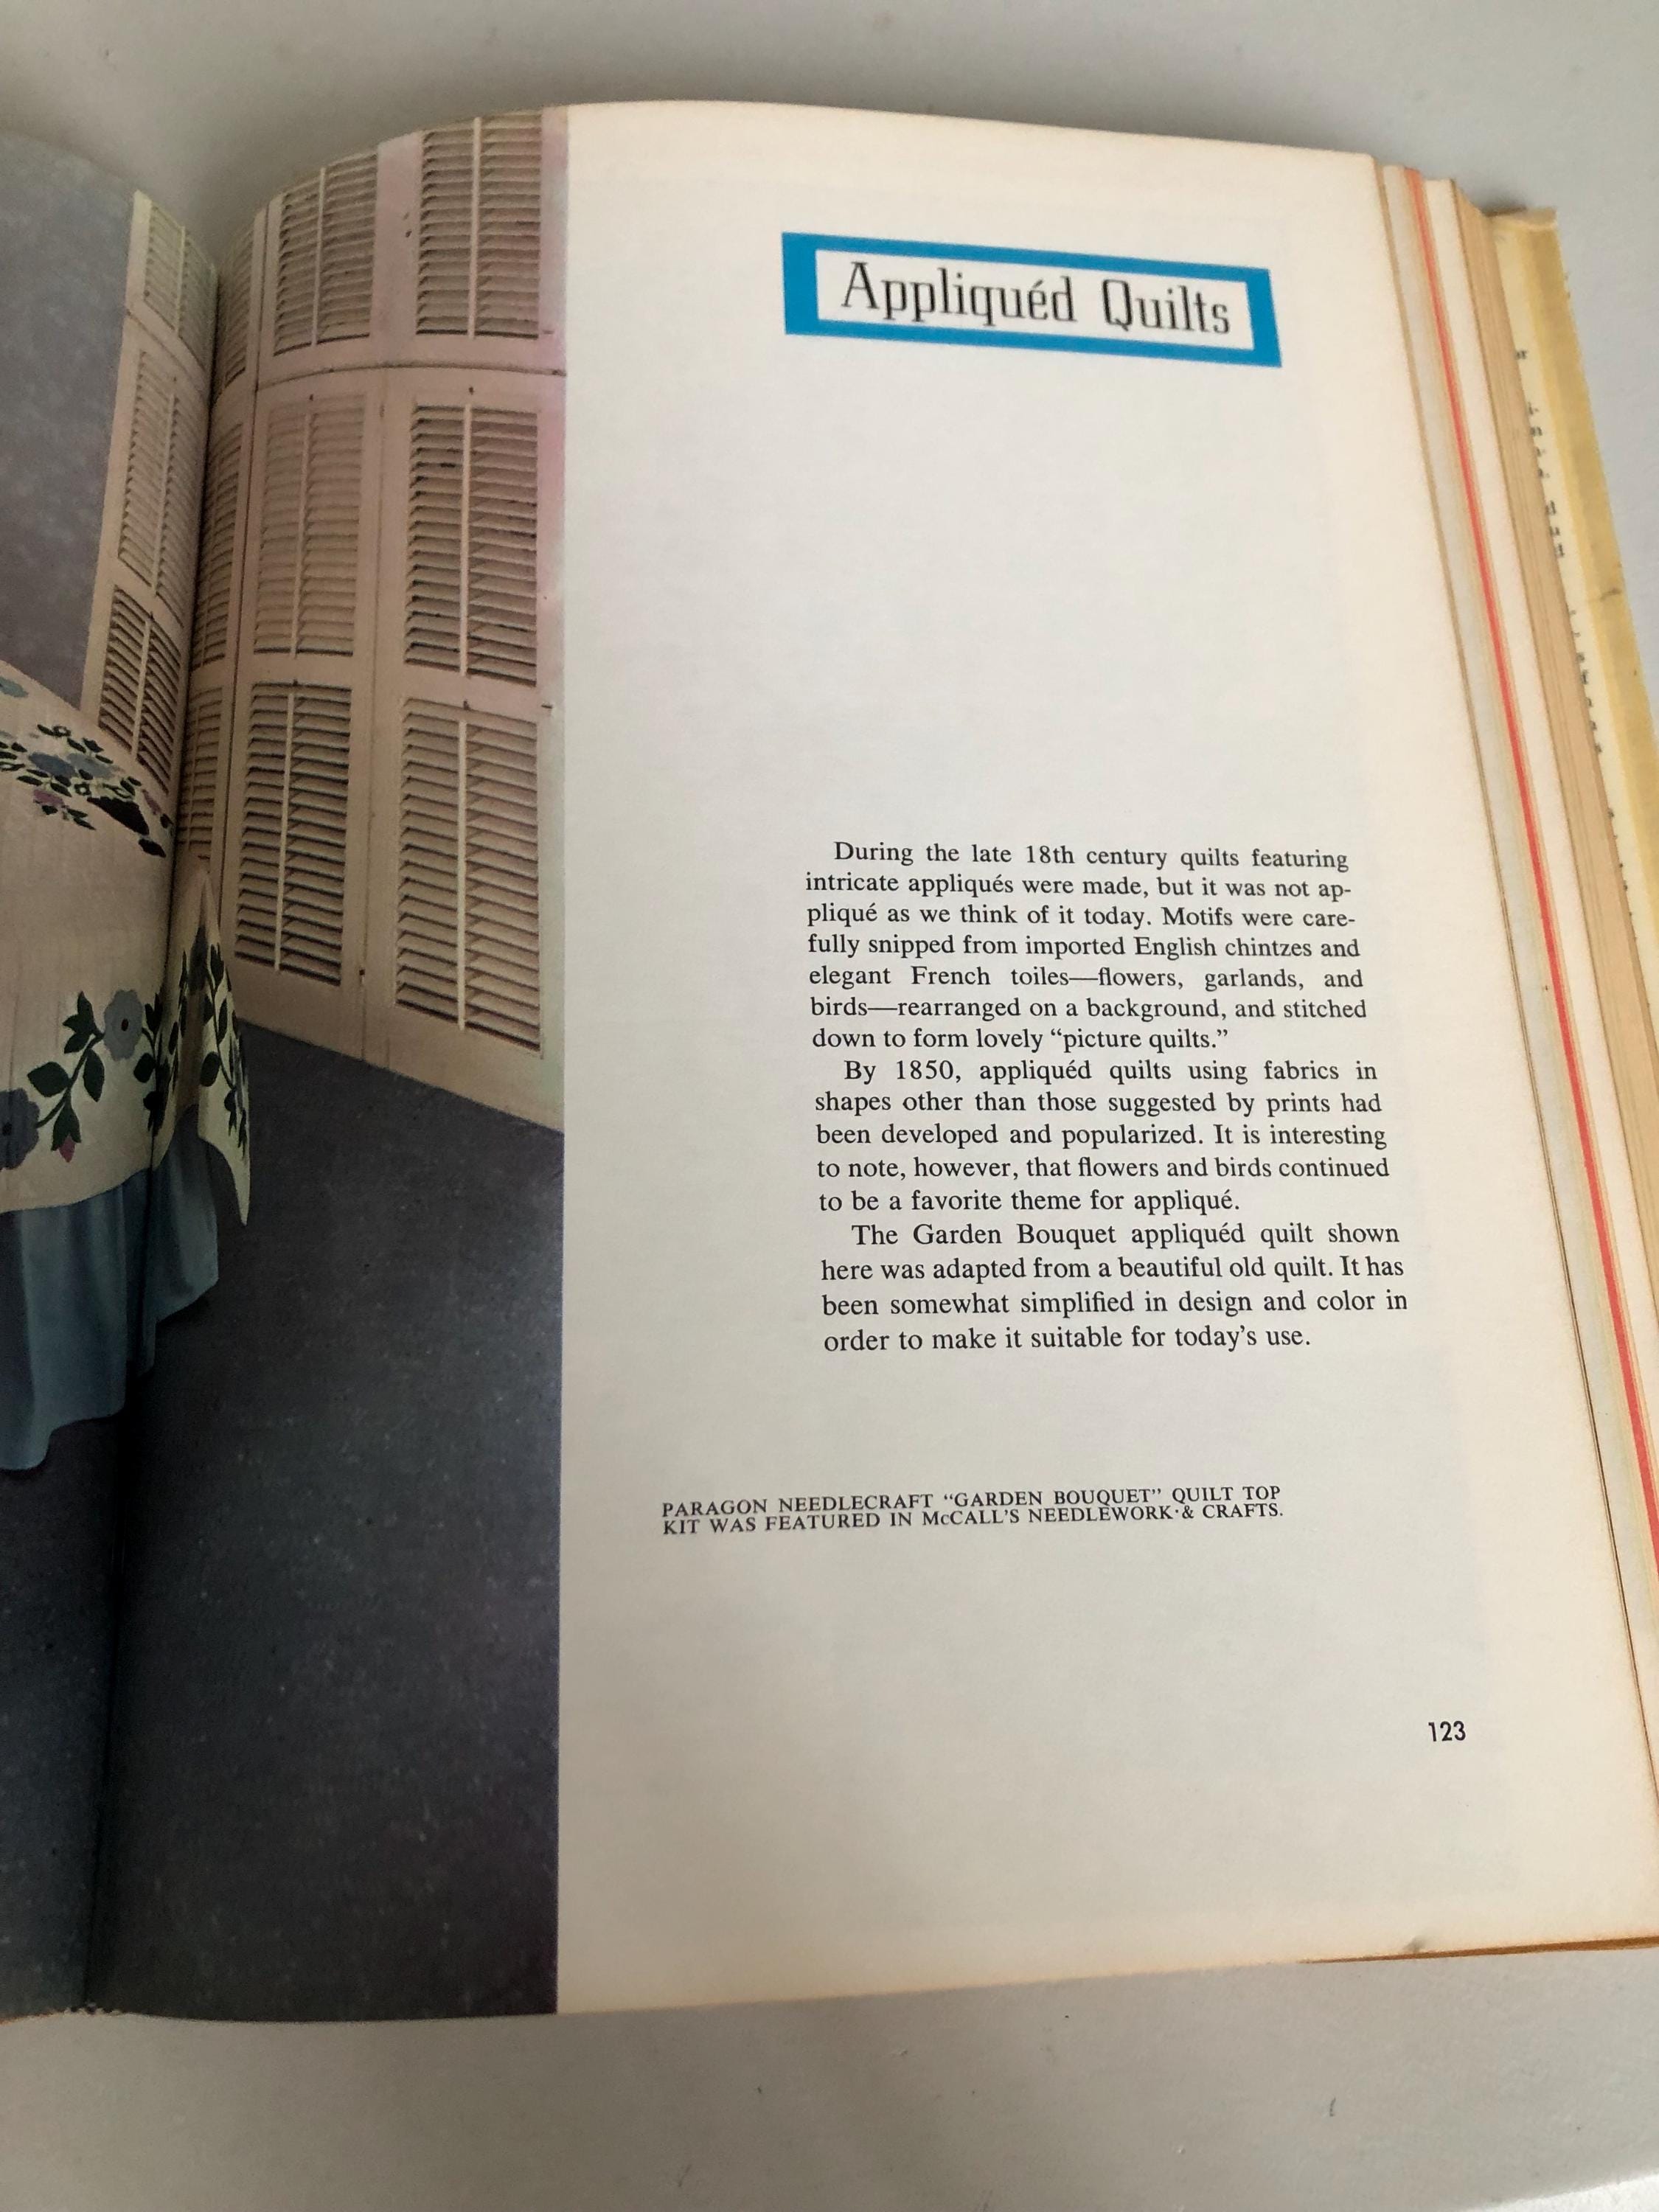 Appliquéd Quilts
During the late 18th century quilts featuring
intricate appliqués were made, but it was not ap-
pliqué as we think of it today. Motifs were care-
fully snipped from imported English chintzes and
elegant French toiles—flowers, garlands, and
birds—rearranged on a background, and stitched
down to form lovely “picture quilts.”
By 1850, appliquéd quilts using fabrics in
shapes other than those suggested by prints had
been developed and popularized. It is interesting
to note, however, that flowers and birds continued
to be a favorite theme for appliqué.
The Garden Bouquet appliquéd quilt shown
here was adapted from a beautiful old quilt. It has
been somewhat simplified in design and color in
order to make it suitable for today’s use.
PARAGON NEEDLECRAFT “GARDEN BOUQUET” QUILT TOP
KIT WAS FEATURED IN McCALL’S NEEDLEWORK & CRAFTS.
123